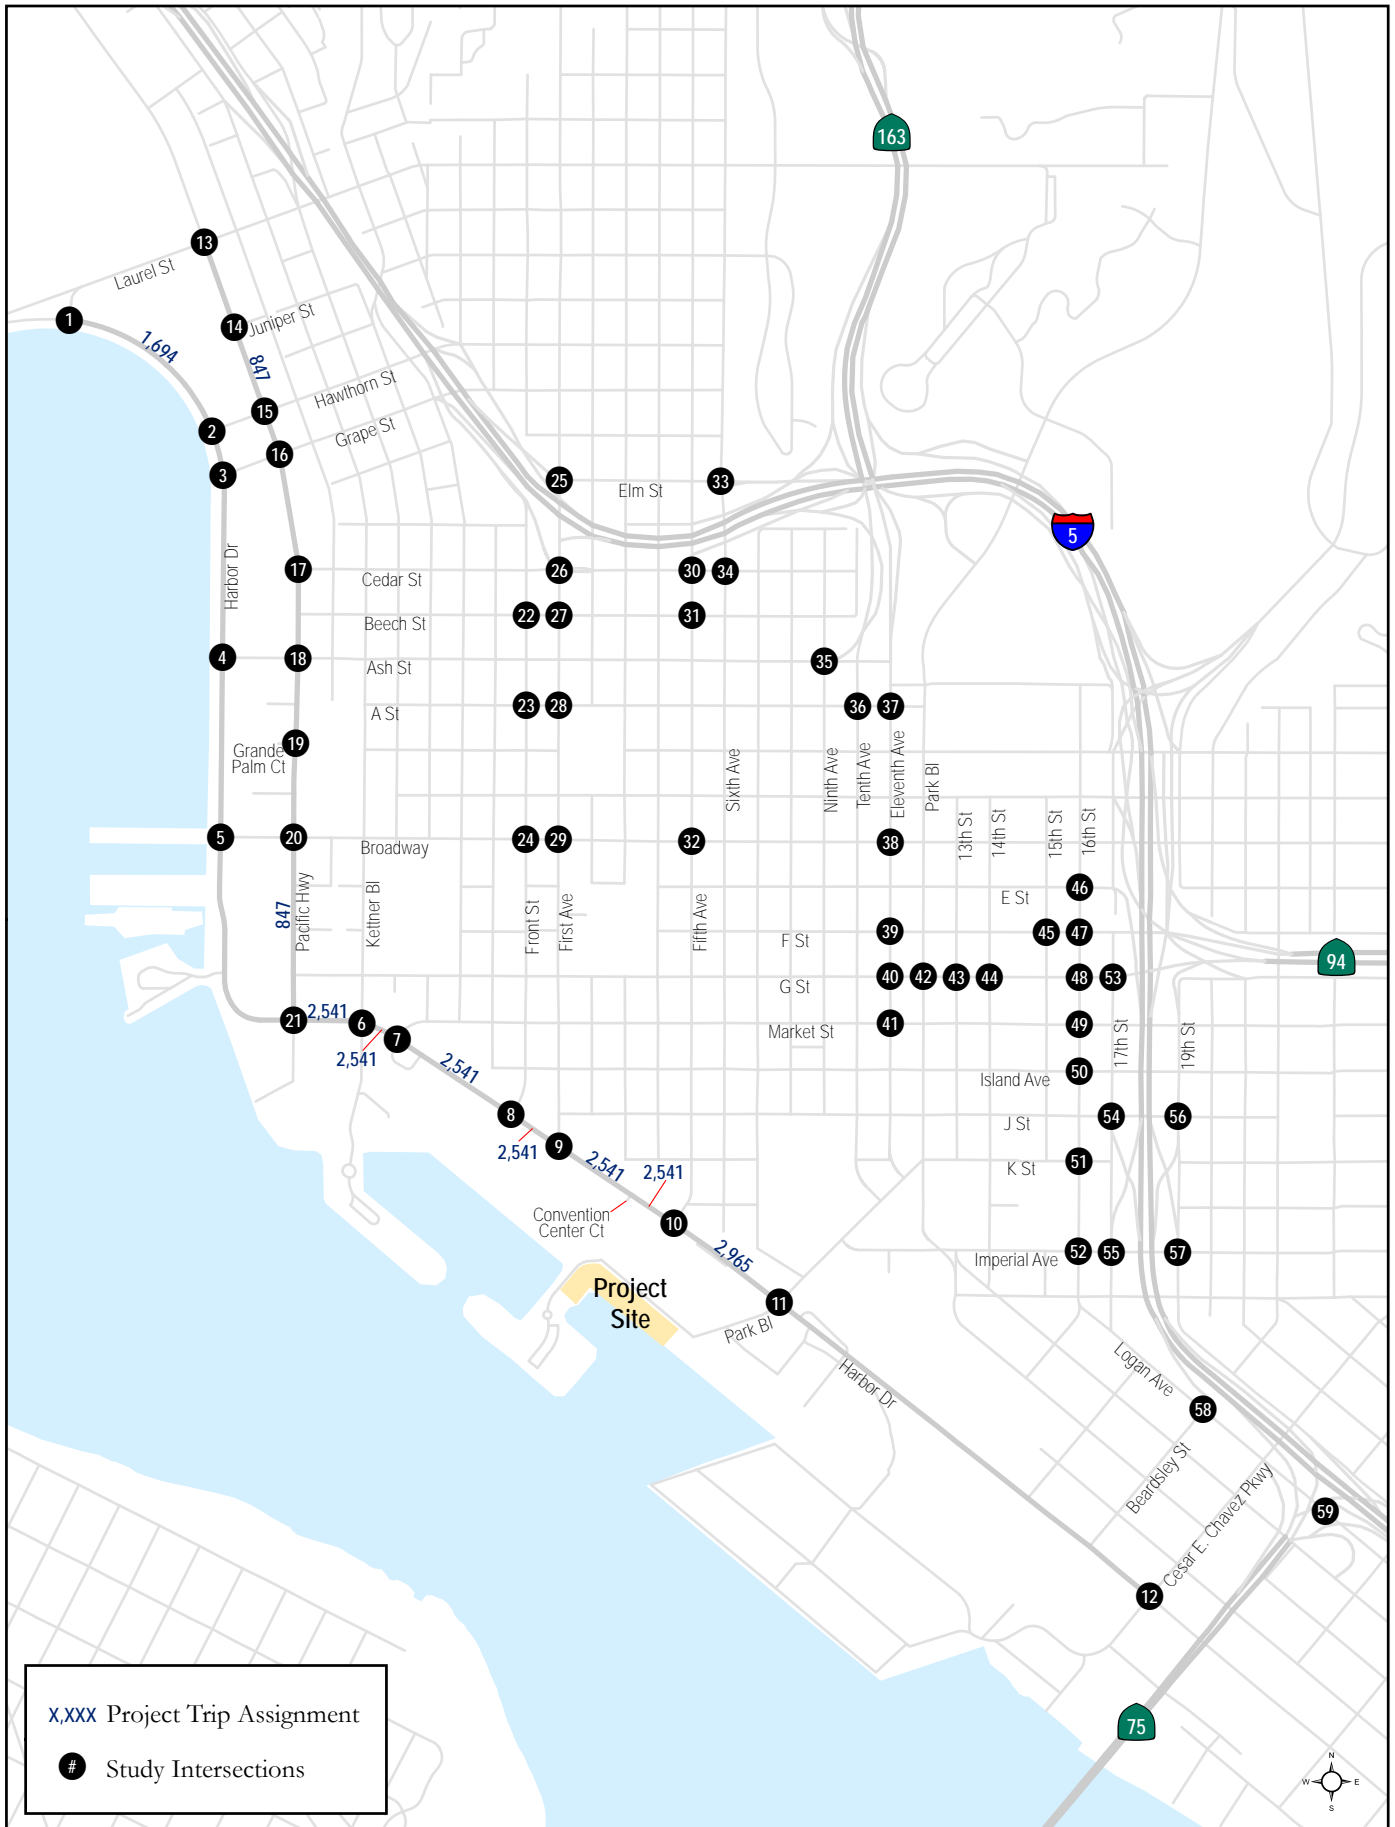 163
13
Laurel St
1
14
Juniper St
1,694
847
Hawthorn St
15
2
Grape St
16
3
25
Elm St
33
5
Harbor Dr
17
Cedar St
26
30
34
22
27
31
Beech St
4
18
Ash St
35
23
28
A St
36
37
19
Grande
Palm Ct
Sixth Ave
Ninth Ave
Tenth Ave
Eleventh Ave
Park Bl
13th St
14th St
15th St
16th St
5
20
Broadway
24
29
32
38
46
E St
847
Pacific Hwy
Kettner Bl
Front St
First Ave
Fifth Ave
39
F St
45
47
94
40
42
43
44
48
53
G St
21
2,541
6
41
Market St
49
7
2,541
17th St
19th St
2,541
50
Island Ave
8
54
56
J St
9
2,541
2,541
2,541
51
K St
Convention
Center Ct
10
2,965
52
55
57
Imperial Ave
Project
Site
11
Park Bl
Harbor Dr
Logan Ave
58
Beardsley St
Cesar E. Chavez Pkwy
59
12
75
X,XXX Project Trip Assignment
# Study Intersections
N
W E
S